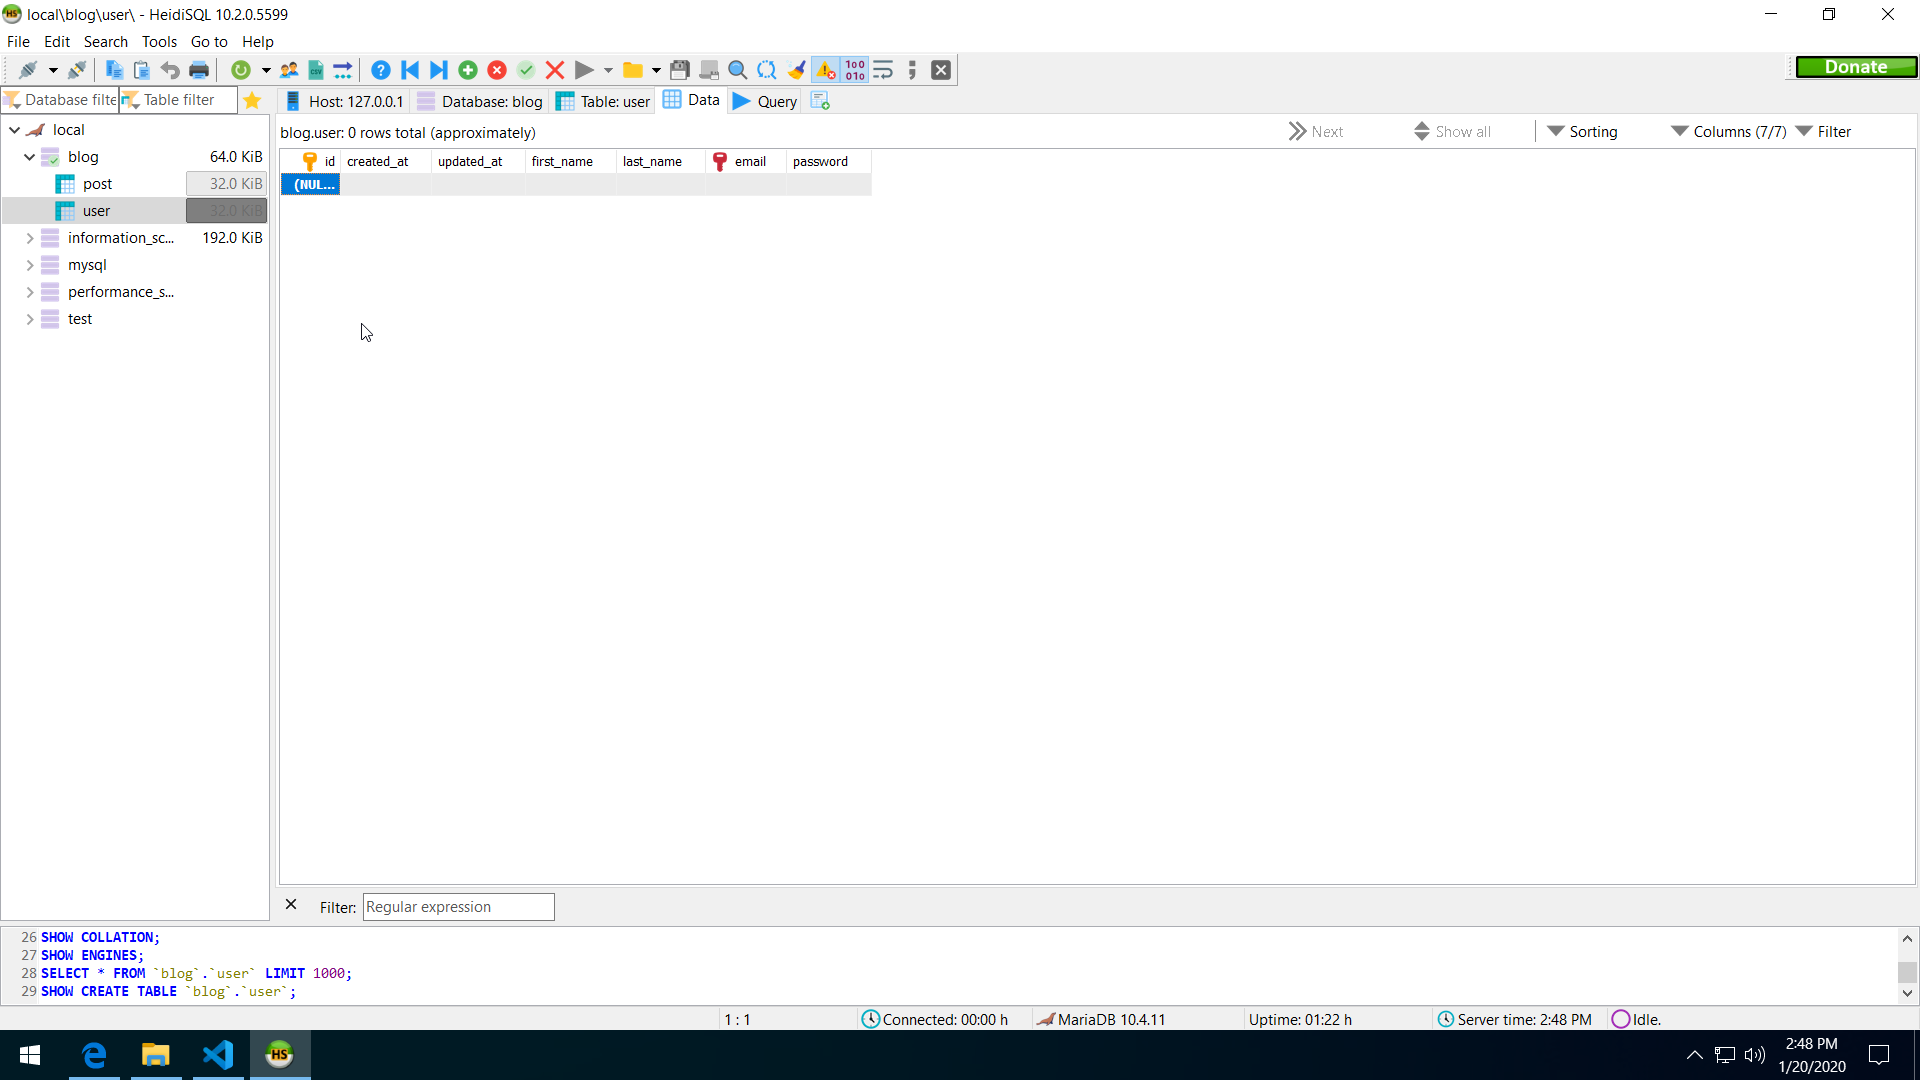 local\blog\user\ - HeidiSQL 10.2.0.5599
File Edit Search Tools Go to Help
Donate
Database filte Table filter
Host: 127.0.0.1 Database: blog Table: user Data Query
blog.user: 0 rows total (approximately) Next Show all Sorting Columns (7/7) Filter
local
blog 64.0 KiB
post 32.0 KiB
user 32.0 KiB
information_sc... 192.0 KiB
mysql
performance_s...
test
id created_at updated_at first_name last_name email password
(NUL...
Filter: Regular expression
26 SHOW COLLATION;
27 SHOW ENGINES;
28 SELECT * FROM `blog`.`user` LIMIT 1000;
29 SHOW CREATE TABLE `blog`.`user`;
1 : 1 Connected: 00:00 h MariaDB 10.4.11 Uptime: 01:22 h Server time: 2:48 PM Idle.
HS
2:48 PM
1/20/2020